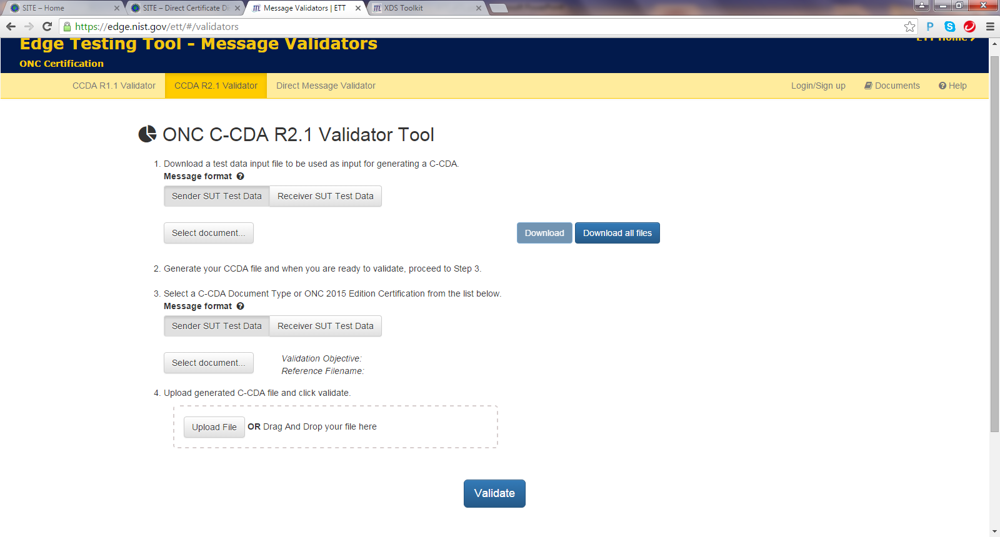 SITE – Home
SITE – Direct Certificate Di
Message Validators | ETT
XDS Toolkit
https://edge.nist.gov/ett/#/validators
P
S
Edge Testing Tool - Message Validators
ETT Home
ONC Certification
CCDA R1.1 Validator
CCDA R2.1 Validator
Direct Message Validator
Login/Sign up
Documents
Help
ONC C-CDA R2.1 Validator Tool
1. Download a test data input file to be used as input for generating a C-CDA.
Message format
Sender SUT Test Data
Receiver SUT Test Data
Select document...
Download
Download all files
2. Generate your CCDA file and when you are ready to validate, proceed to Step 3.
3. Select a C-CDA Document Type or ONC 2015 Edition Certification from the list below.
Message format
Sender SUT Test Data
Receiver SUT Test Data
Select document...
Validation Objective:
Reference Filename:
4. Upload generated C-CDA file and click validate.
Upload File
OR Drag And Drop your file here
Validate